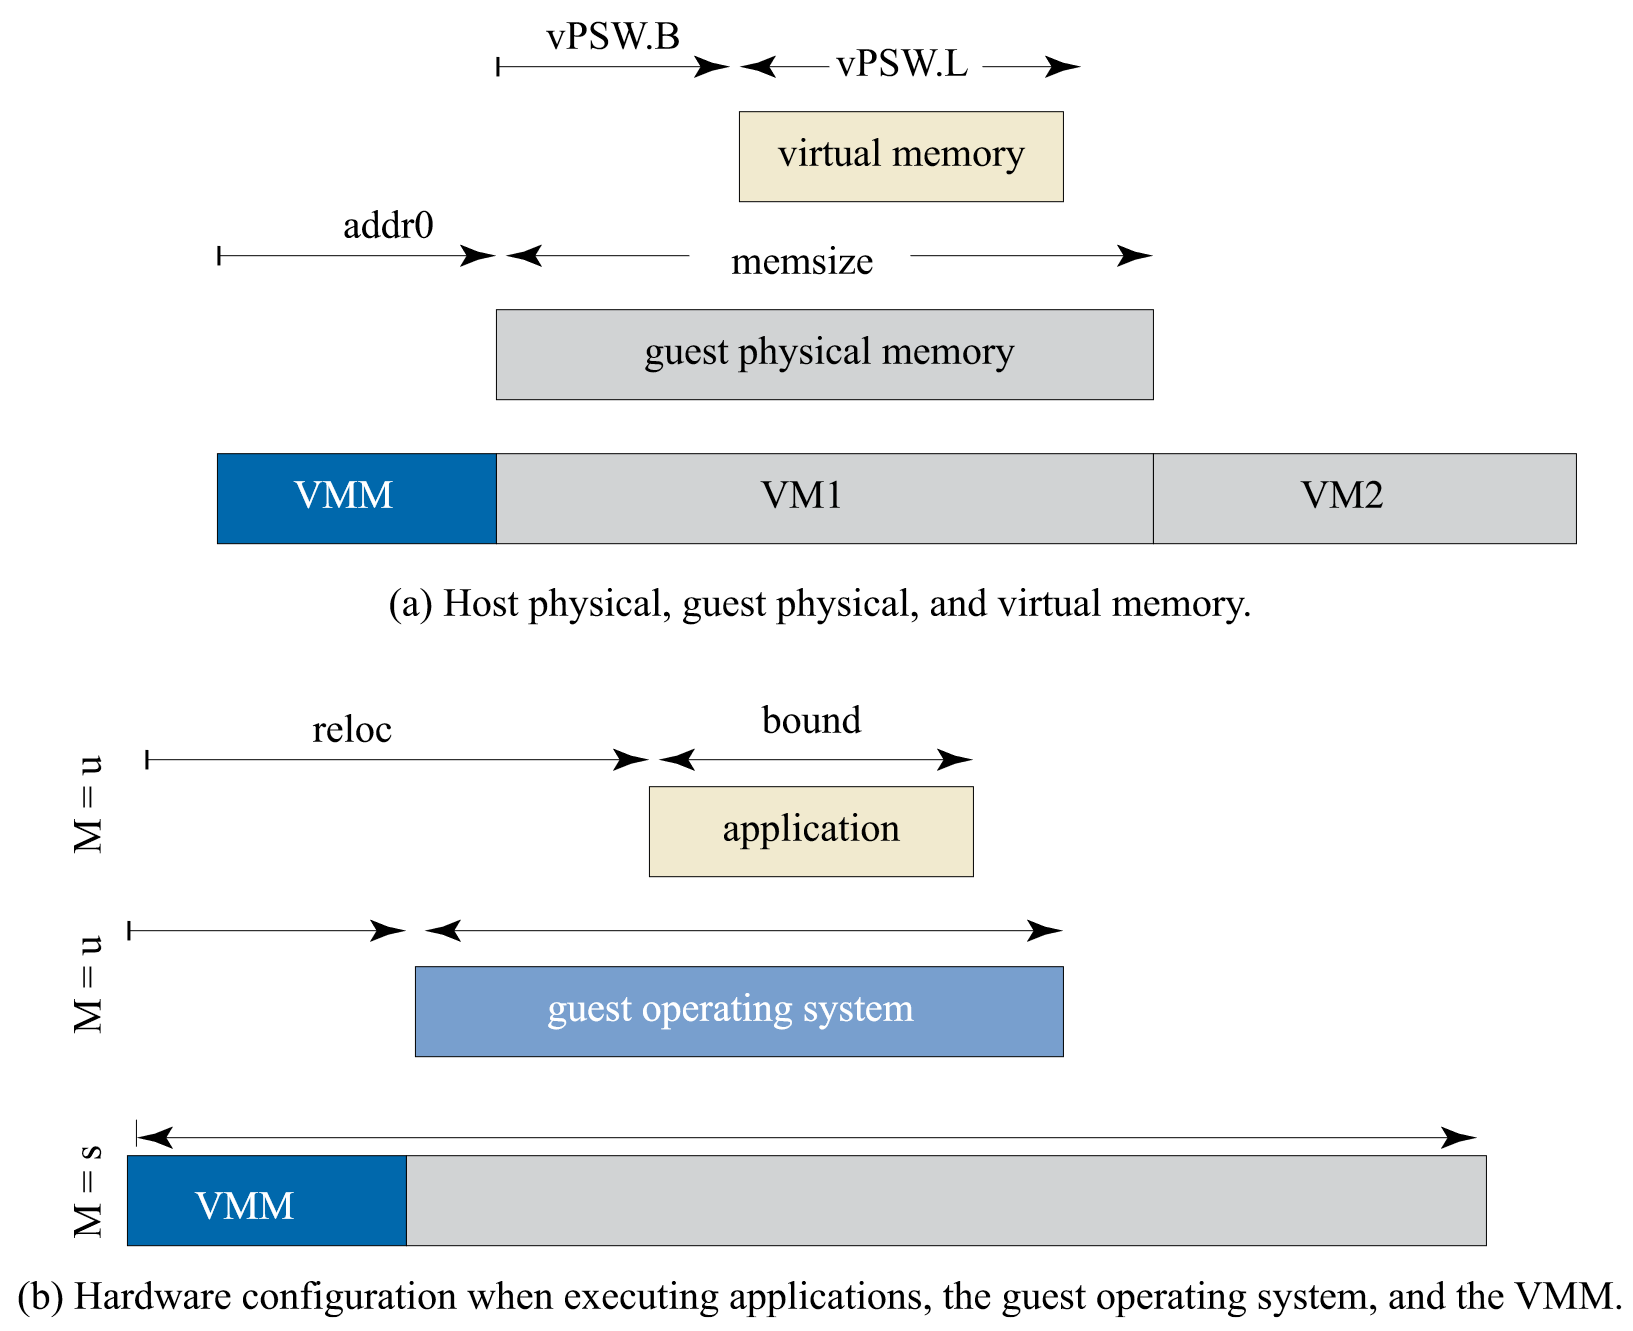 vPSW.B
vPSW.L
virtual memory
addr0
memsize
guest physical memory
VMM
VM1
VM2
(a) Host physical, guest physical, and virtual memory.
reloc
bound
M = u
application
M = u
guest operating system
M = s
VMM
(b) Hardware configuration when executing applications, the guest operating system, and the VMM.